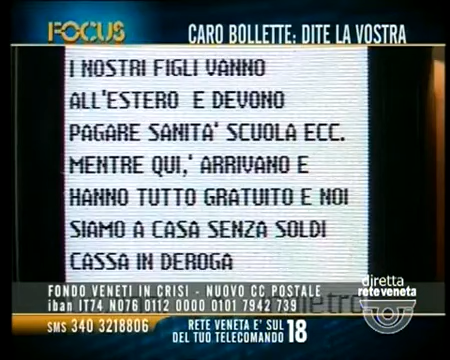 FOCUS
CARO BOLLETTE: DITE LA VOSTRA
I NOSTRI FIGLI VANNO
ALL'ESTERO E DEVONO
PAGARE SANITA' SCUOLA ECC.
MENTRE QUI,' ARRIVANO E
HANNO TUTTO GRATUITO E NOI
SIAMO A CASA SENZA SOLDI
CASSA IN DEROGA
diretta
reteveneta
FONDO VENETI IN CRISI - NUOVO CC POSTALE
iban IT74 N076 0112 0000 0101 7942 739
metro
SMS 340 3218806
RETE VENETA E' SUL
DEL TUO TELECOMANDO 18